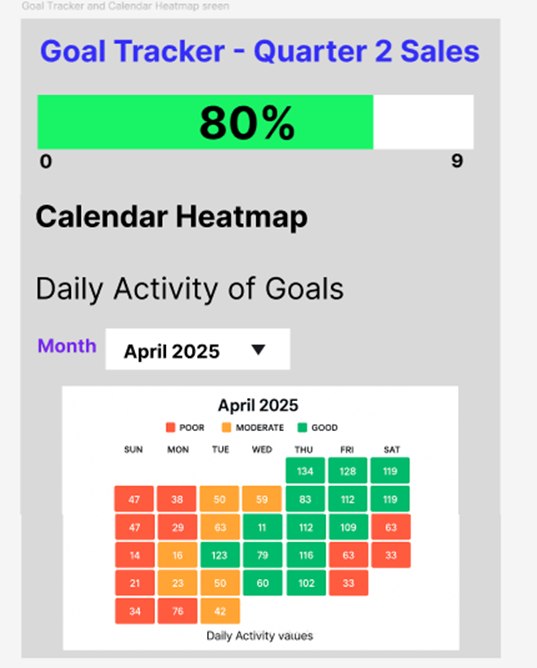 Goal Tracker and Calendar Heatmap sreen
Goal Tracker - Quarter 2 Sales
80%
0 9
Calendar Heatmap
Daily Activity of Goals
Month April 2025
April 2025
POOR MODERATE GOOD
SUN MON TUE WED THU FRI SAT
134 128 119
47 38 50 59 83 112 119
47 29 63 11 112 109 63
14 16 123 79 116 63 33
21 23 50 60 102 33
34 76 42
Daily Activity values